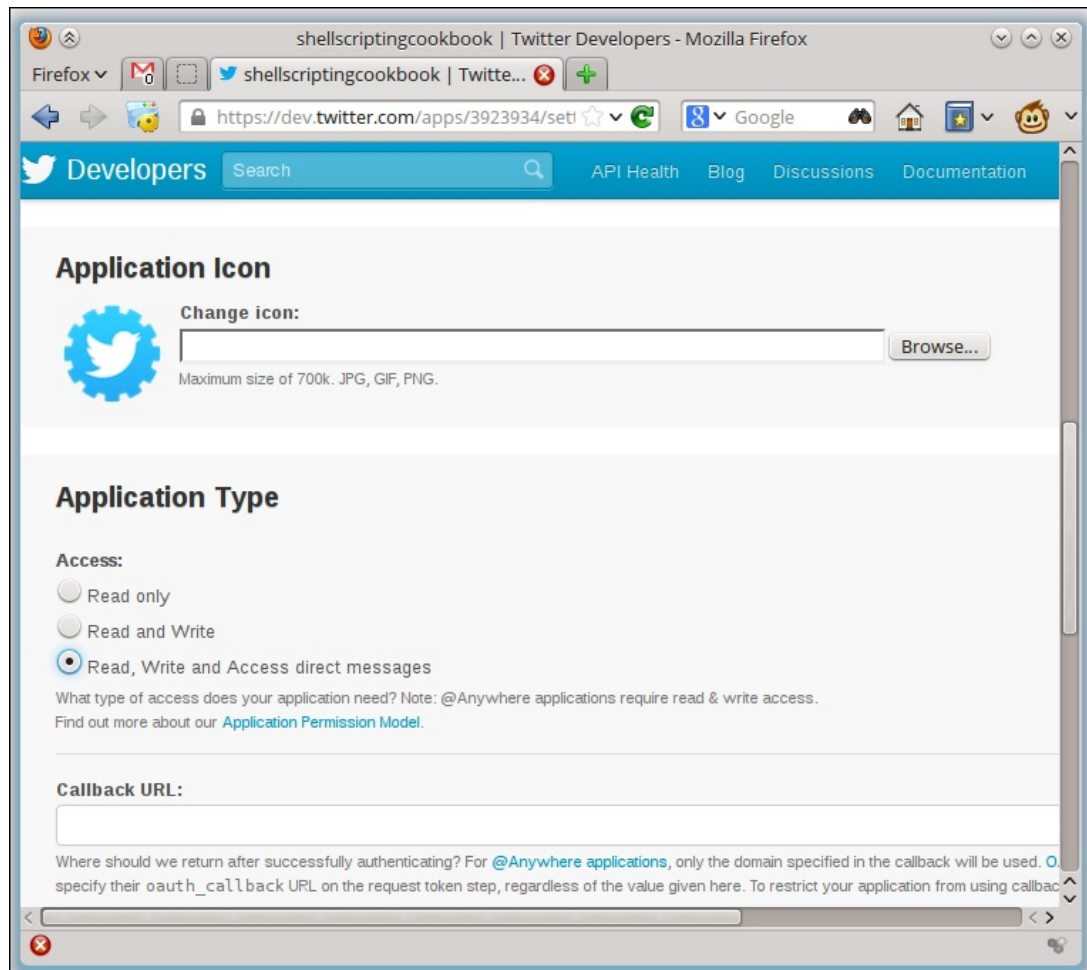 shellscriptingcookbook | Twitter Developers - Mozilla Firefox
Firefox
0
shellscriptingcookbook | Twitte...
https://dev.twitter.com/apps/3923934/set
8
Google
Developers
Search
API Health
Blog
Discussions
Documentation
Application Icon
Change icon:
Browse...
Maximum size of 700k. JPG, GIF, PNG.
Application Type
Access:
Read only
Read and Write
Read, Write and Access direct messages
What type of access does your application need? Note: @Anywhere applications require read & write access.
Find out more about our Application Permission Model.
Callback URL:
Where should we return after successfully authenticating? For @Anywhere applications, only the domain specified in the callback will be used. O
specify their oauth_callback URL on the request token step, regardless of the value given here. To restrict your application from using callbac